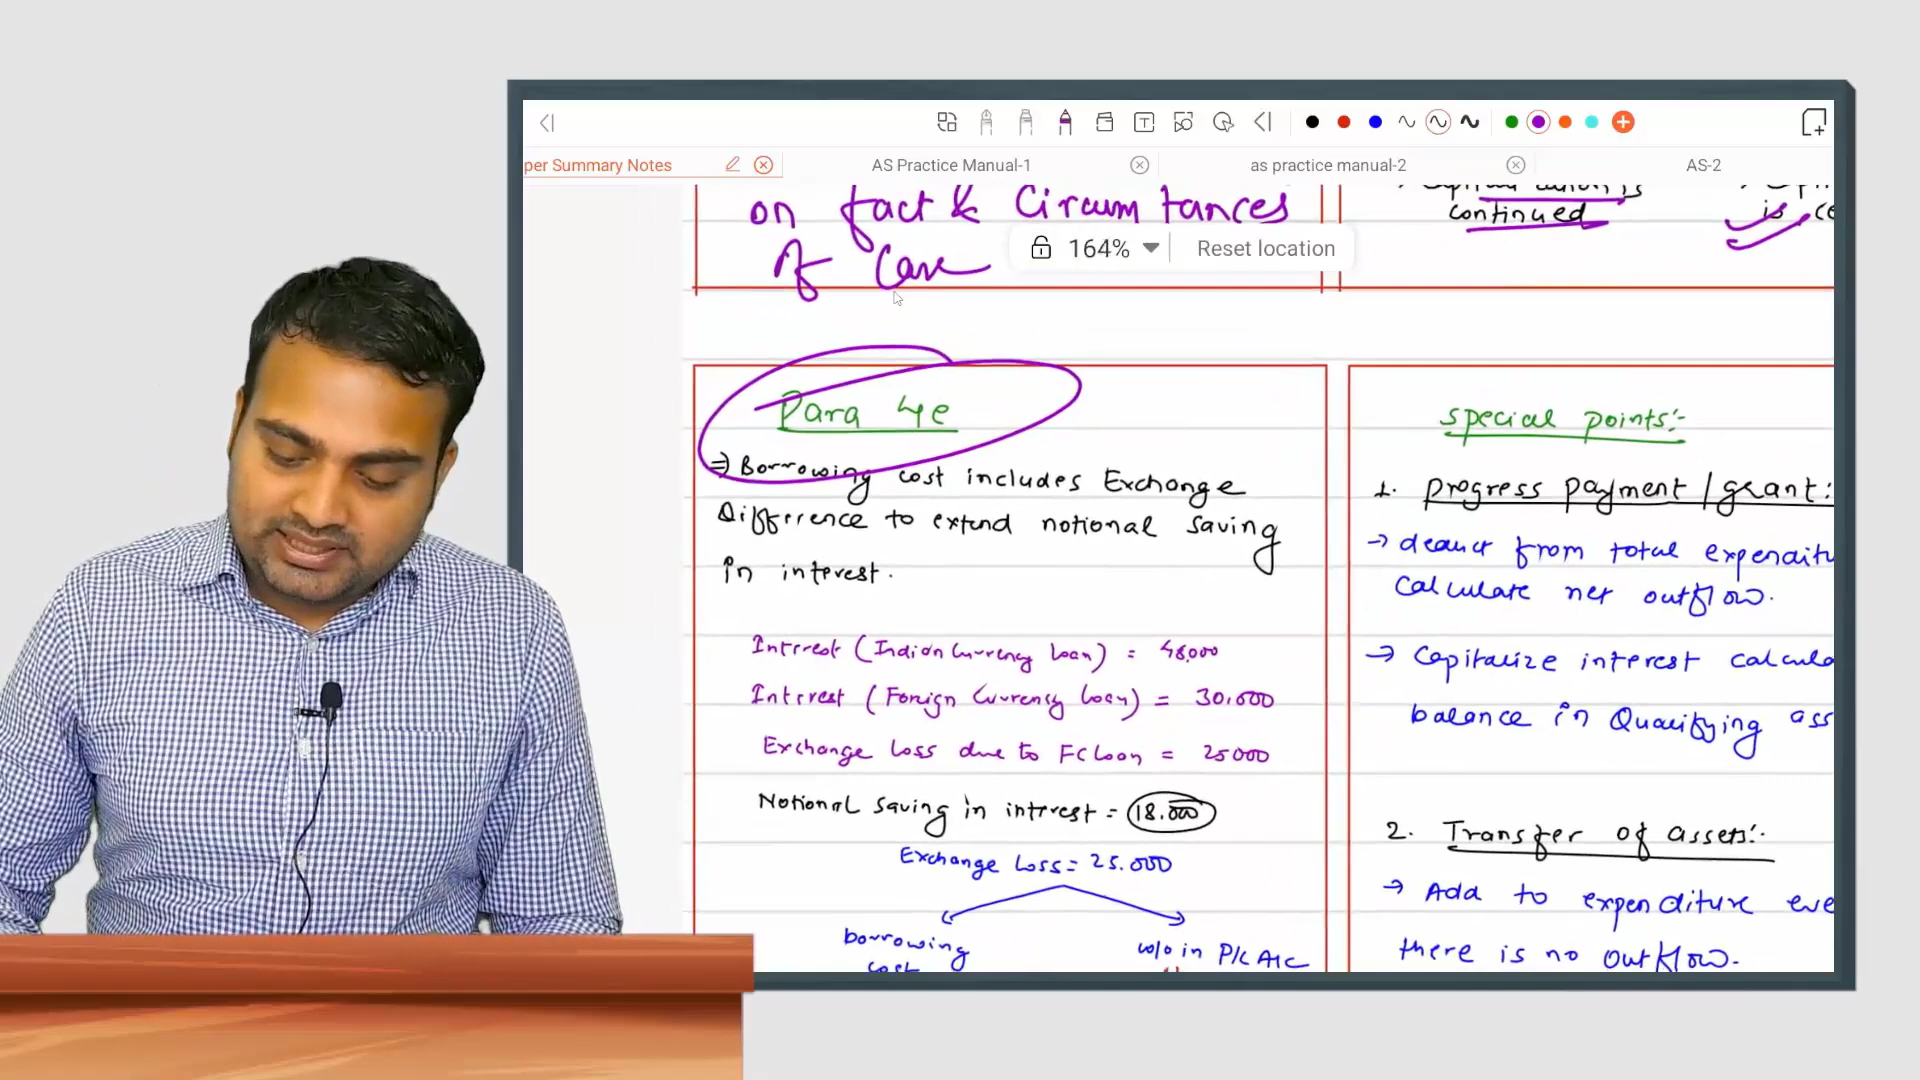 per Summary Notes
AS Practice Manual-1
as practice manual-2
AS-2
on fact & Circumtances
of Case
continued
is
164%
Reset location
Para 4e
⇒ Borrowing cost includes Exchange
Difference to extend notional saving
in interest.
Interest (Indian Currency loan) = 48,000
Interest (Foriegn Currency loan) = 30,000
Exchange Loss due to FC loan = 25000
Notional Saving in interest = 18.000
Exchange Loss = 25.000
borrowing
cost
w/o in P/L A/C
special points:-
1. progress payment / grant:
→ deduct from total expenditu
calculate net outflow.
→ Capitalize interest calcula
balance in Qualifying ass
2. Transfer of assets:-
→ Add to expenditure eve
there is no outflow.